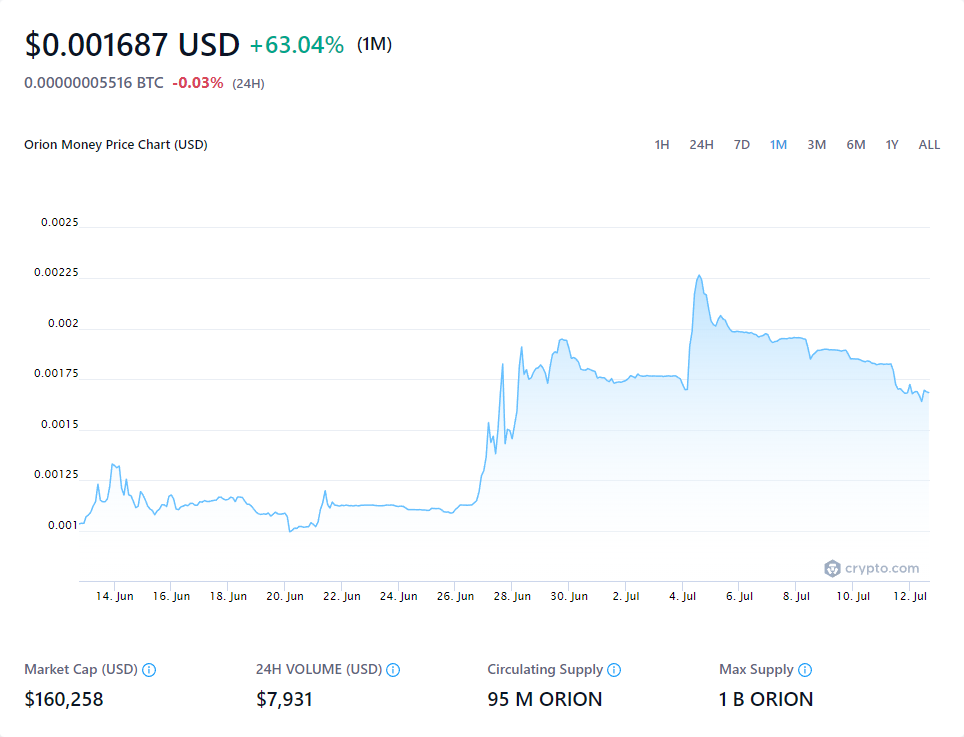 $0.001687 USD +63.04% (1M)
0.00000005516 BTC -0.03% (24H)
Orion Money Price Chart (USD) 1H 24H 7D 1M 3M 6M 1Y ALL
0.0025
0.00225
0.002
0.00175
0.0015
0.00125
0.001
crypto.com
14. Jun 16. Jun 18. Jun 20. Jun 22. Jun 24. Jun 26. Jun 28. Jun 30. Jun 2. Jul 4. Jul 6. Jul 8. Jul 10. Jul 12. Jul
Market Cap (USD) 24H VOLUME (USD) Circulating Supply Max Supply
$160,258 $7,931 95 M ORION 1 B ORION